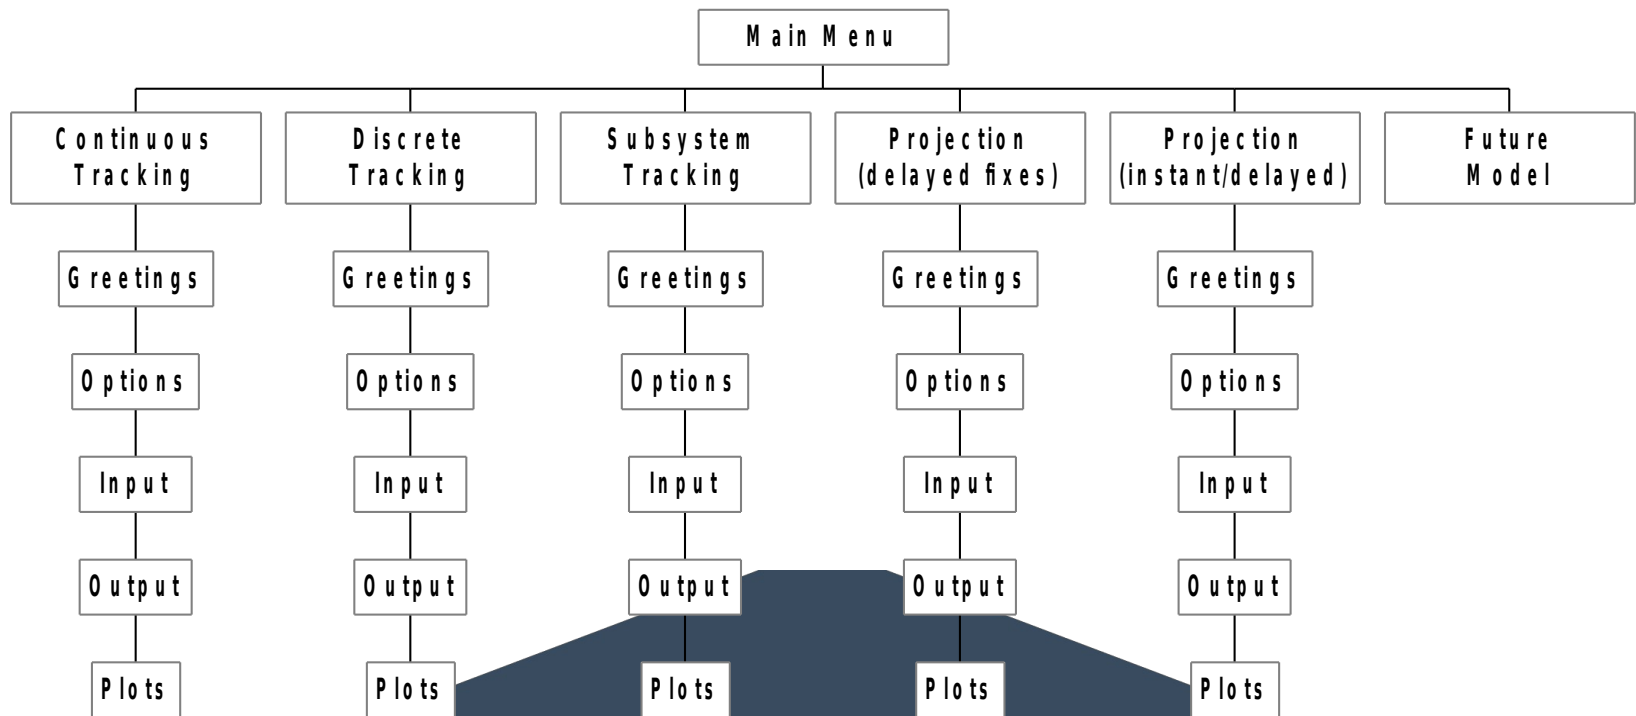 Main Menu
Continuous
Tracking
Discrete
Tracking
Subsystem
Tracking
Projection
(delayed fixes)
Projection
(instant/delayed)
Future
Model
Greetings
Greetings
Greetings
Greetings
Greetings
Options
Options
Options
Options
Options
Input
Input
Input
Input
Input
Output
Output
Output
Output
Output
Plots
Plots
Plots
Plots
Plots